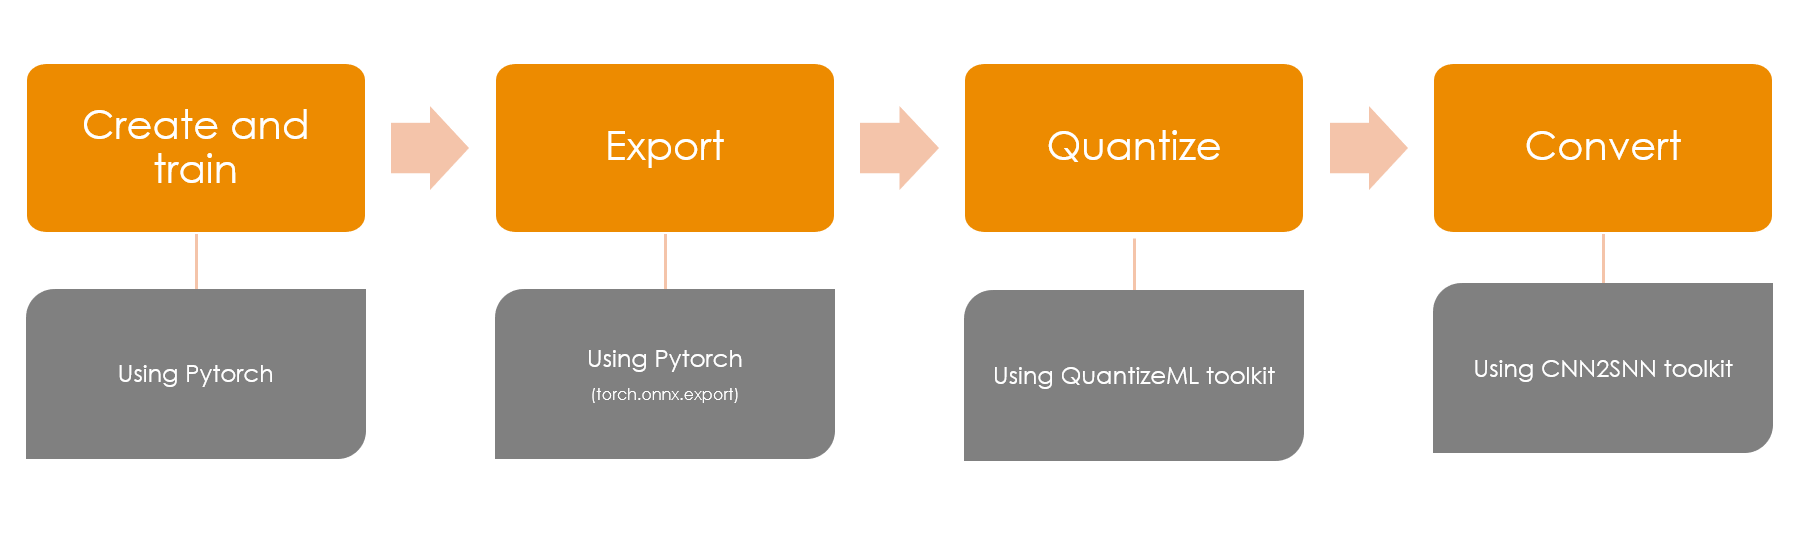 Create and
train
Export
Quantize
Convert
Using Pytorch
Using Pytorch
(torch.onnx.export)
Using QuantizeML toolkit
Using CNN2SNN toolkit